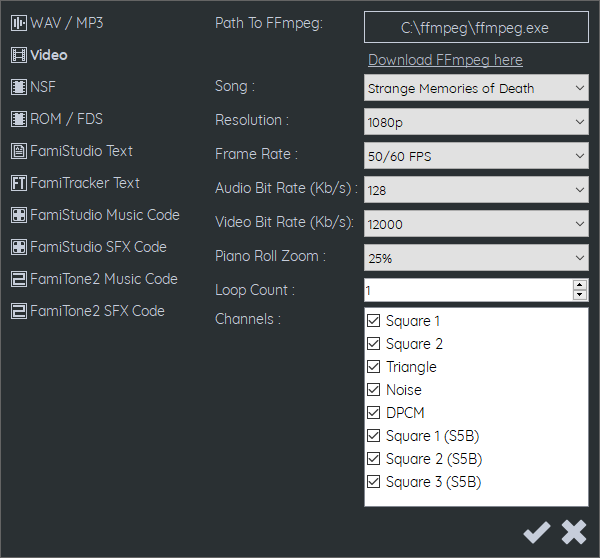 WAV / MP3
Video
NSF
ROM / FDS
FamiStudio Text
FamiTracker Text
FamiStudio Music Code
FamiStudio SFX Code
FamiTone2 Music Code
FamiTone2 SFX Code
Path To FFmpeg: C:\ffmpeg\ffmpeg.exe
Download FFmpeg here
Song : Strange Memories of Death
Resolution : 1080p
Frame Rate : 50/60 FPS
Audio Bit Rate (Kb/s) : 128
Video Bit Rate (Kb/s): 12000
Piano Roll Zoom : 25%
Loop Count : 1
Channels :
Square 1
Square 2
Triangle
Noise
DPCM
Square 1 (S5B)
Square 2 (S5B)
Square 3 (S5B)